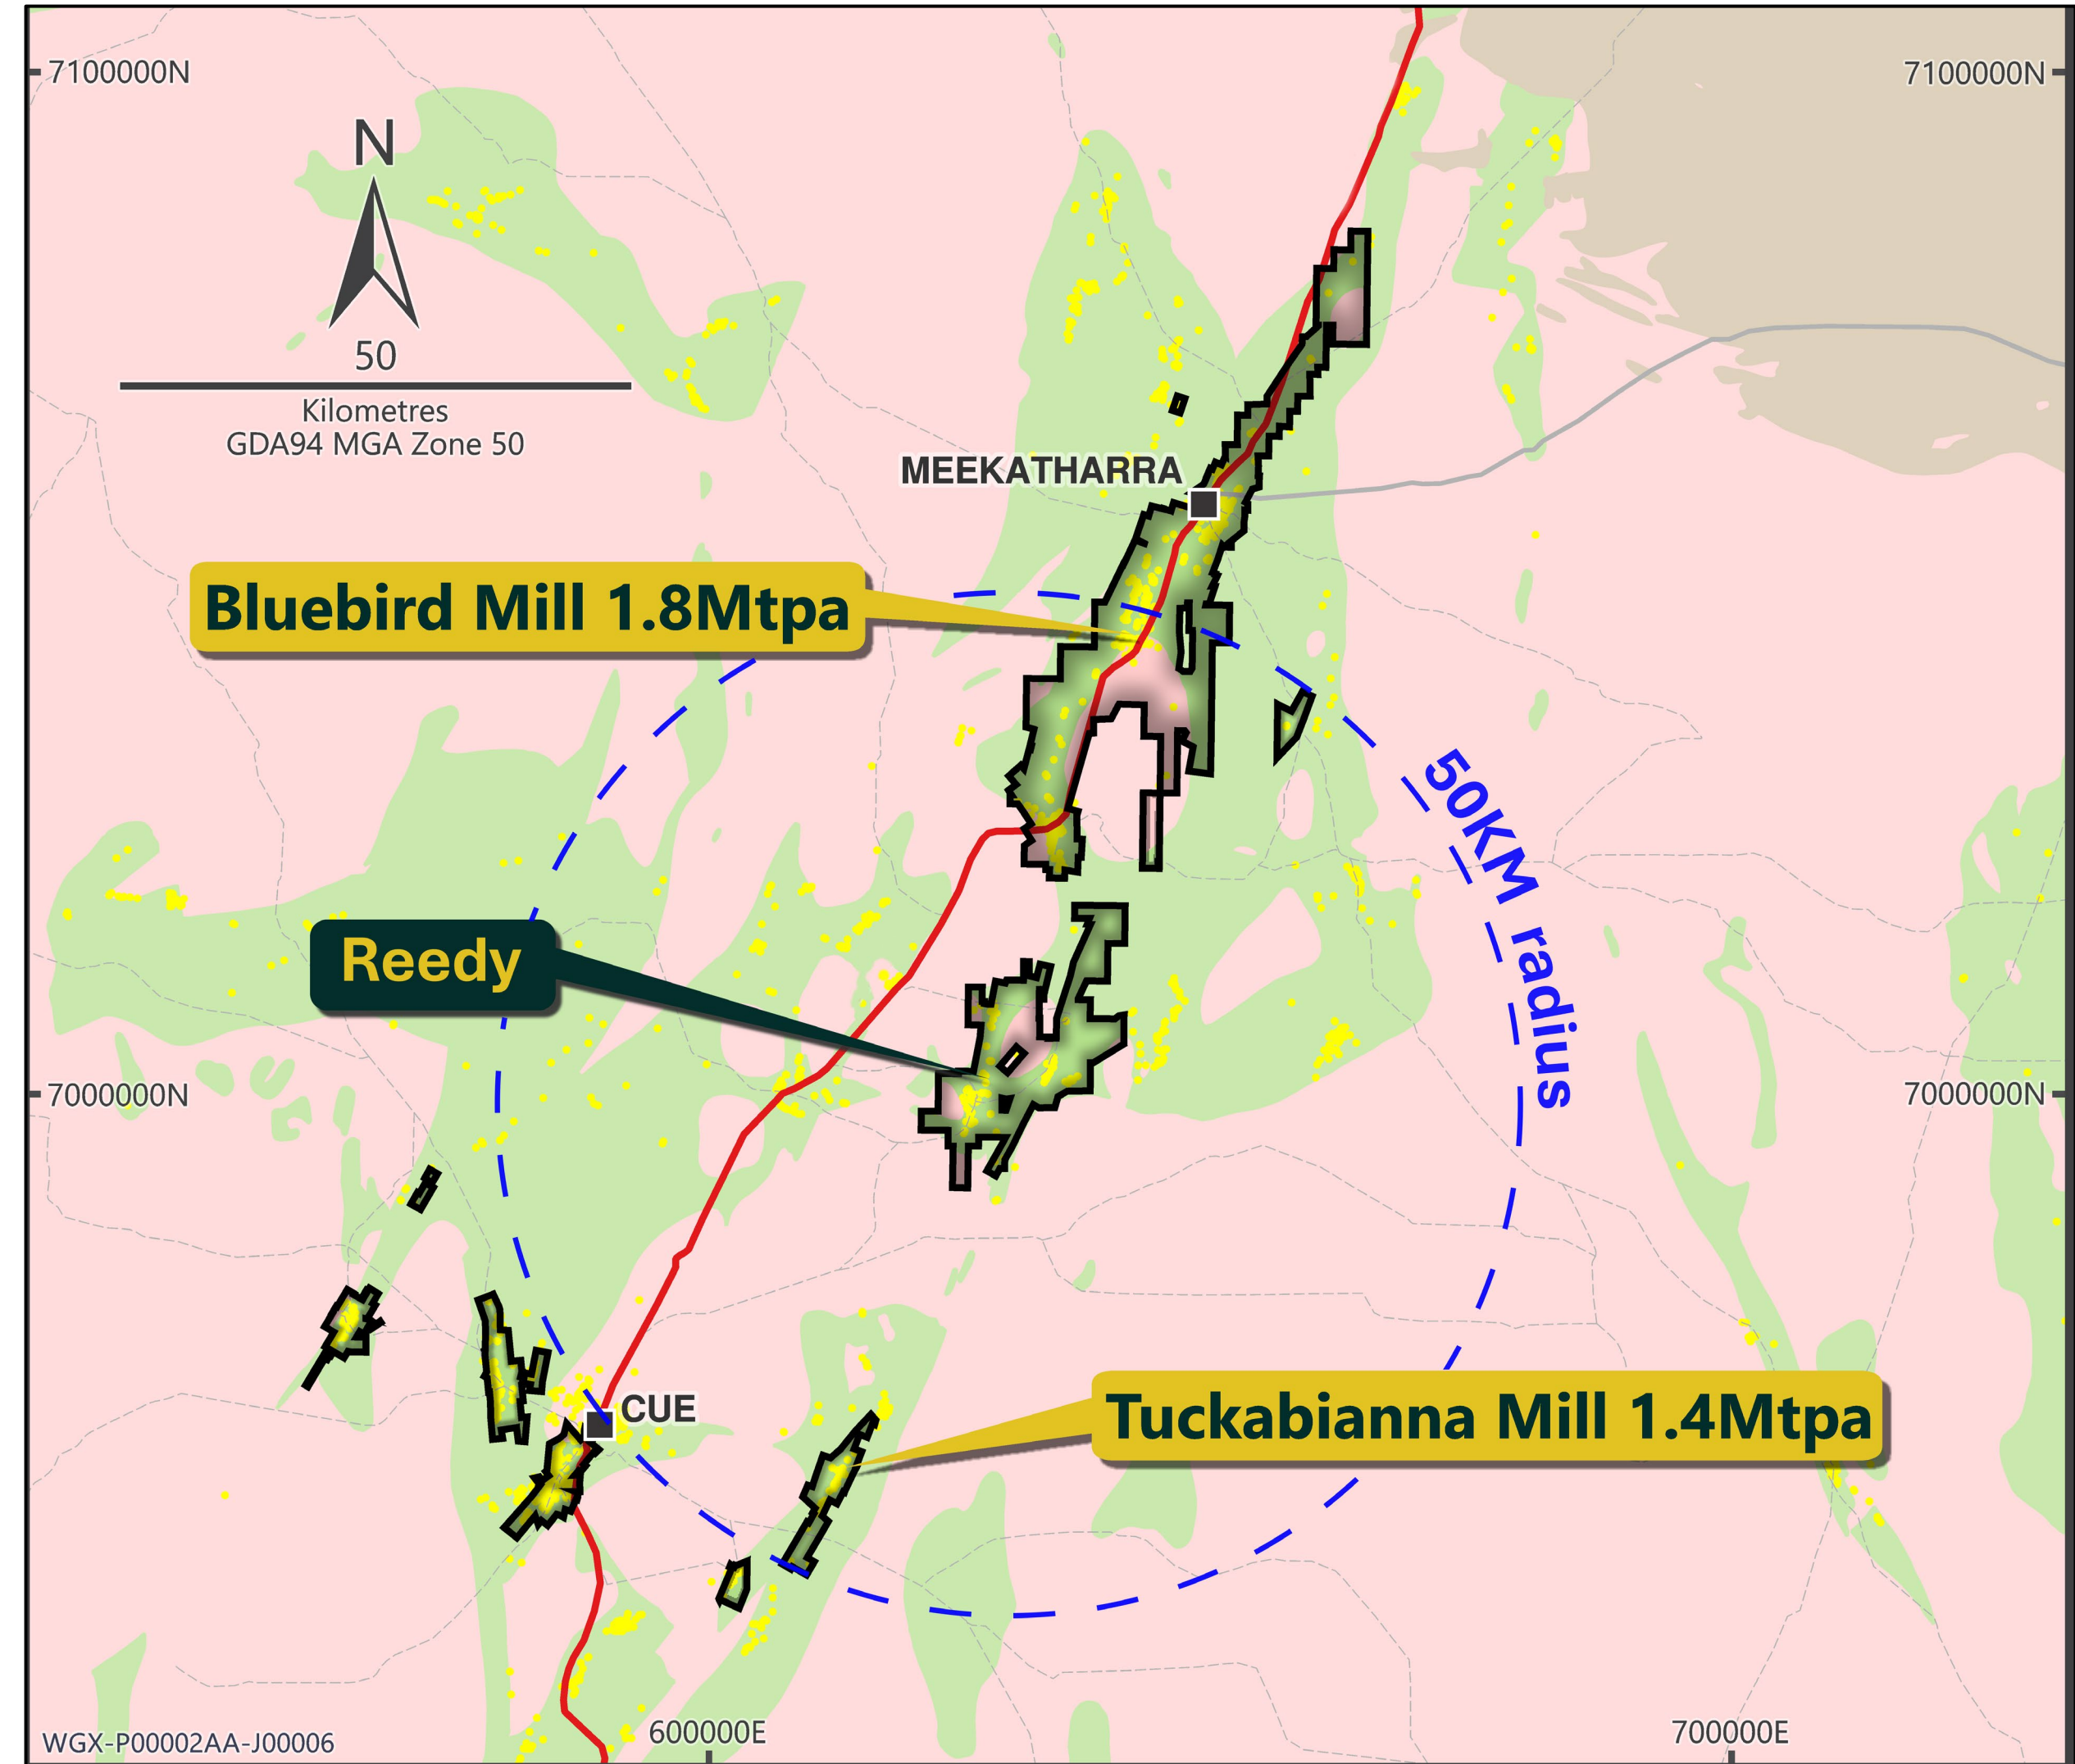 7100000N
7100000N
N
50
Kilometres
GDA94 MGA Zone 50
MEEKATHARRA
Bluebird Mill 1.8Mtpa
50KM radius
Reedy
7000000N
7000000N
CUE
Tuckabianna Mill 1.4Mtpa
600000E
700000E
WGX-P00002AA-J00006